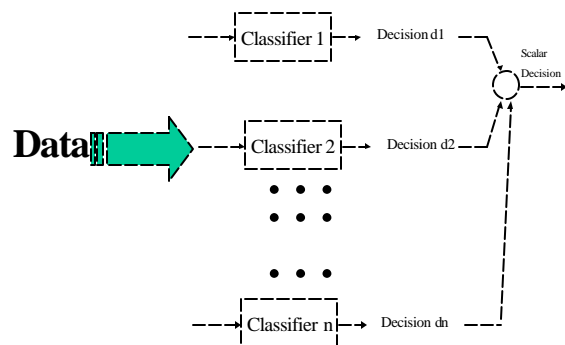 Classifier 1
Decision d1
Scalar
Decision
Data
Classifier 2
Decision d2
Classifier n
Decision dn